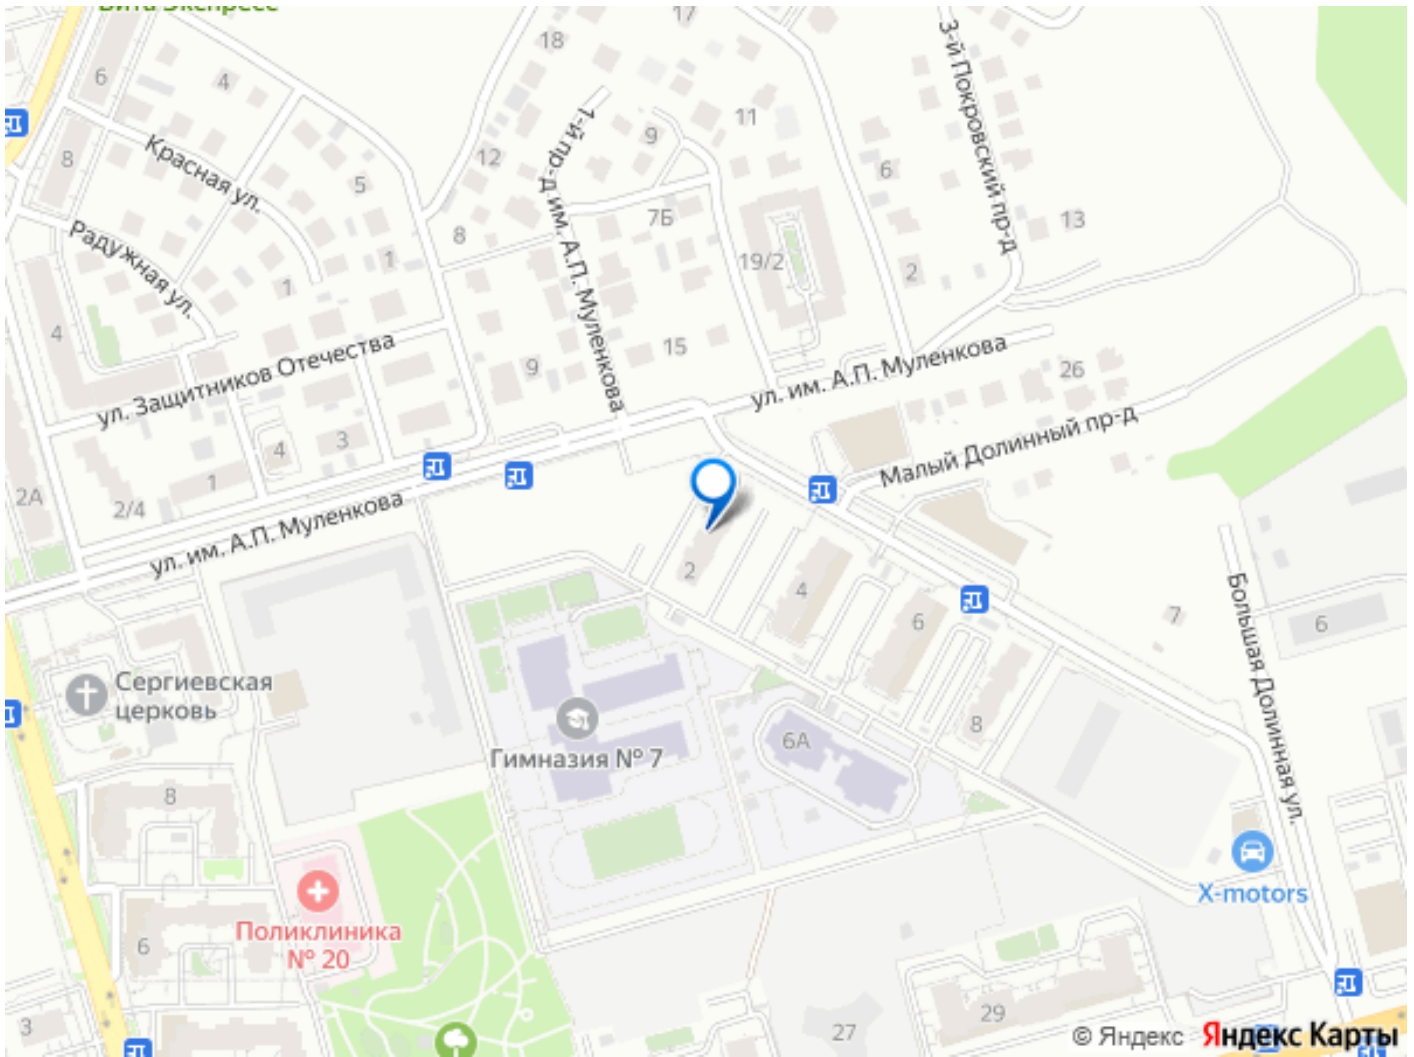 Вита Экспресс
17
18
6
4
3-й Покровский пр-д
11
9
1-й пр-д им. А.П. Муленкова
Красная ул.
8
12
6
5
7Б
13
8
Радужная ул.
1
19/2
2
1
4
15
ул. Защитников Отечества
9
ул. им. А.П. Муленкова
26
3
4
Малый Долинный пр-д
1
2А
2/4
ул. им. А.П. Муленкова
2
4
Большая Долинная ул.
7
6
6
Сергиевская
церковь
8
6А
Гимназия № 7
8
X-motors
Поликлиника
№ 20
6
29
3
27
© Яндекс Яндекс Карты